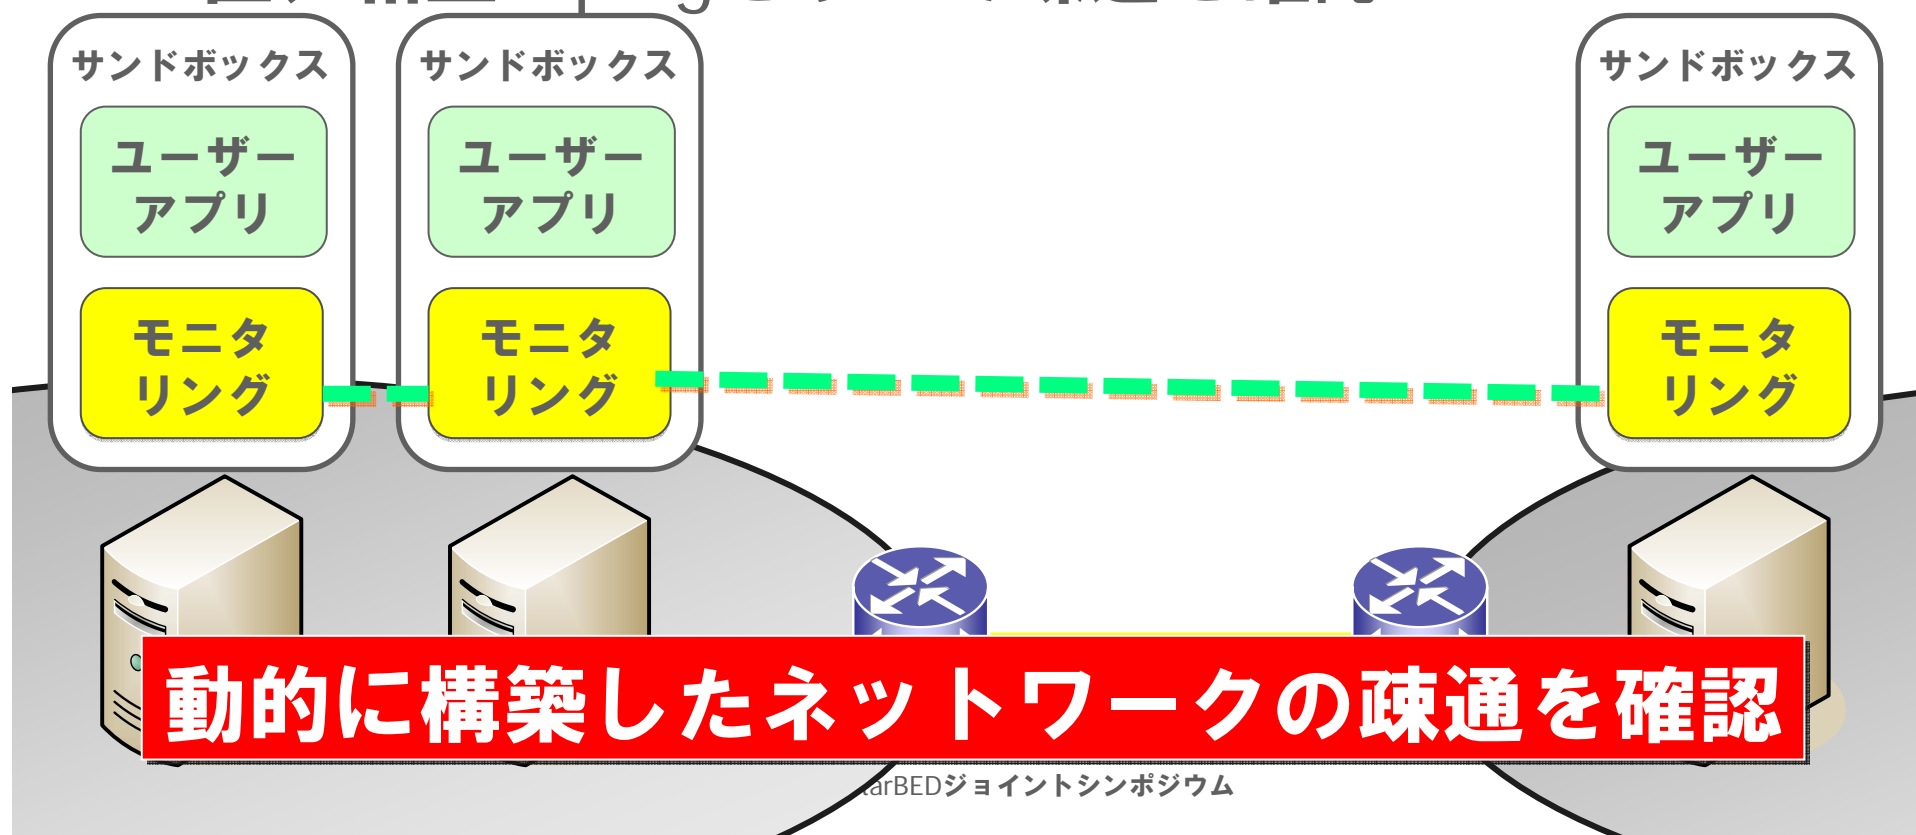 サンドボックス
ユーザー
アプリ
モニタ
リング
サンドボックス
ユーザー
アプリ
モニタ
リング
サンドボックス
ユーザー
アプリ
モニタ
リング
動的に構築したネットワークの疎通を確認
arBEDジョイントシンポジウム